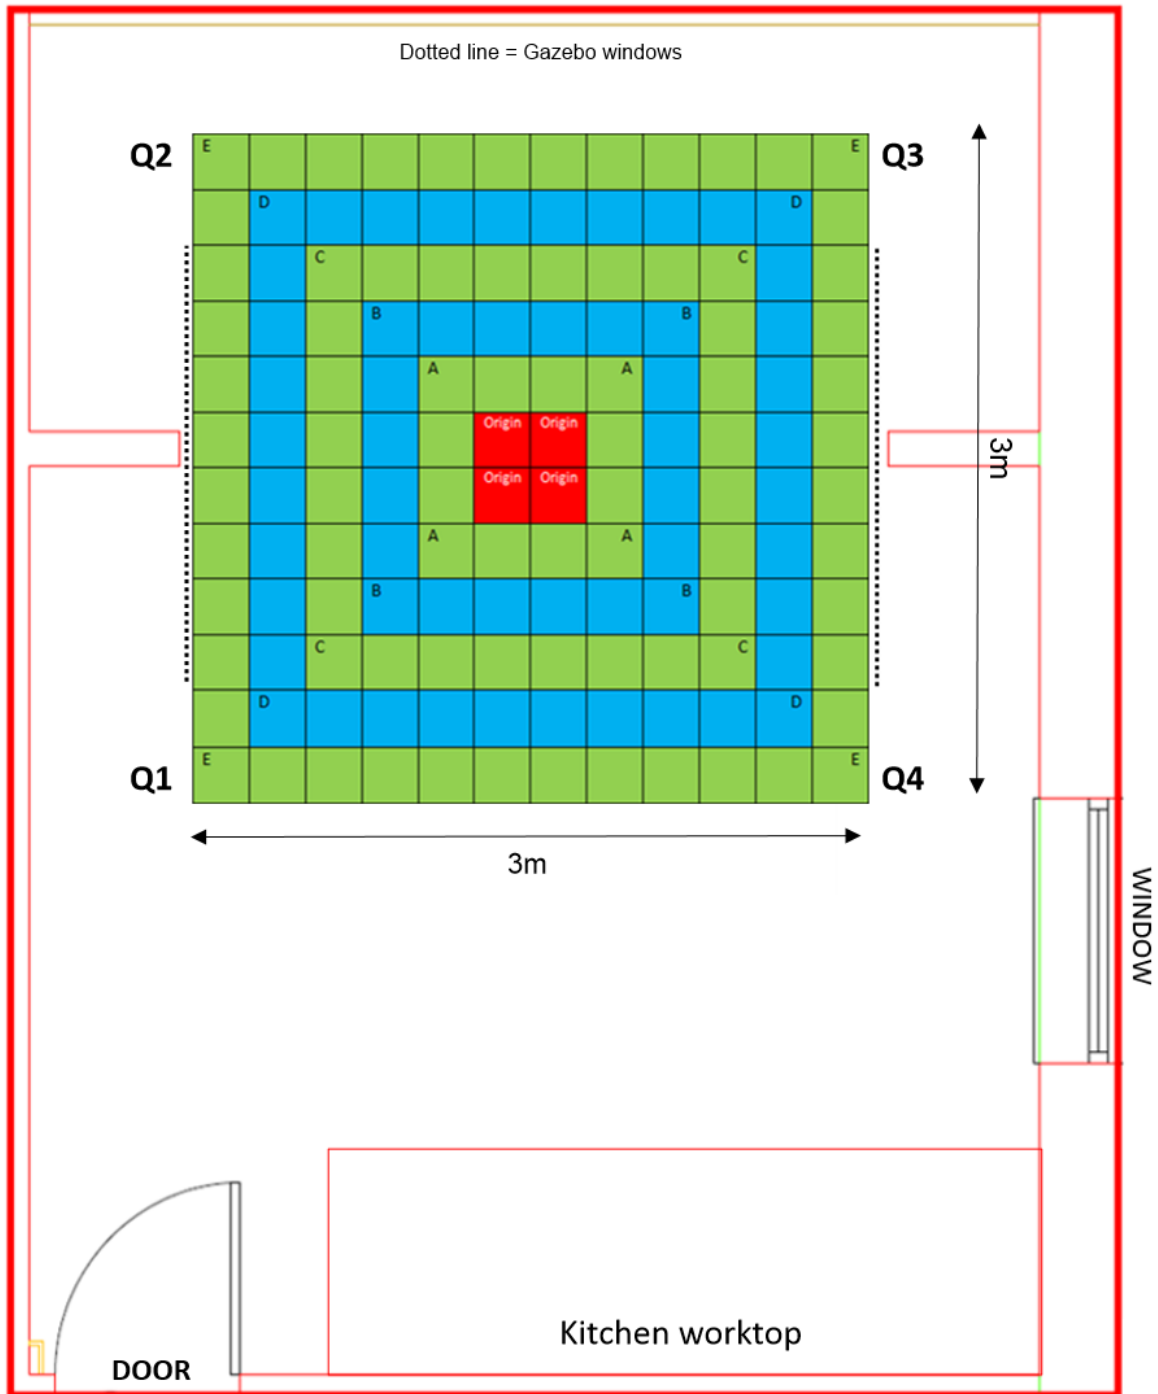 Dotted line = Gazebo windows
Q2 E E Q3
D D
C C
B B
A A
Origin Origin
3m
Origin Origin
A A
B B
C C
D D
Q1 E E Q4
3m
WINDOW
Kitchen worktop
DOOR